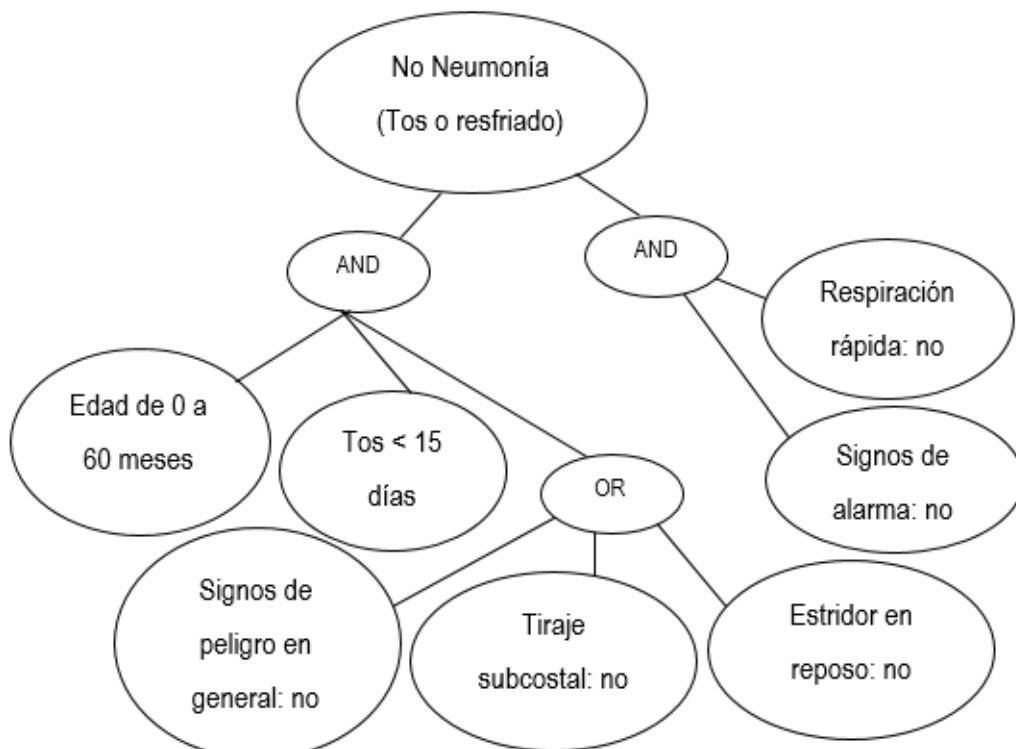 No Neumonía
(Tos o resfriado)
AND
AND
Respiración
rápida: no
Edad de 0 a
60 meses
Tos < 15
días
OR
Signos de
alarma: no
Signos de
peligro en
general: no
Tiraje
subcostal: no
Estridor en
reposo: no